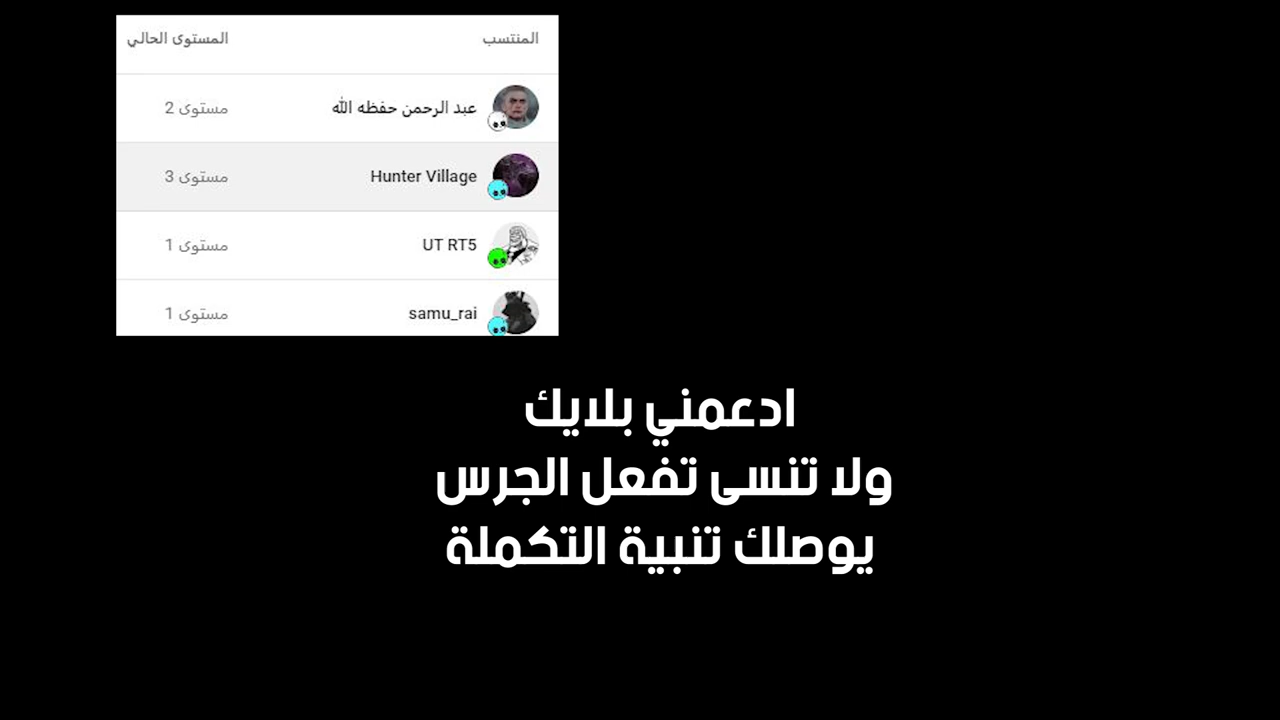 المنتسب المستوى الحالي
عبد الرحمن حفظه الله مستوى 2
Hunter Village مستوى 3
UT RT5 مستوى 1
samu_rai مستوى 1
ادعمني بلايك
ولا تنسى تفعل الجرس
يوصلك تنبية التكملة